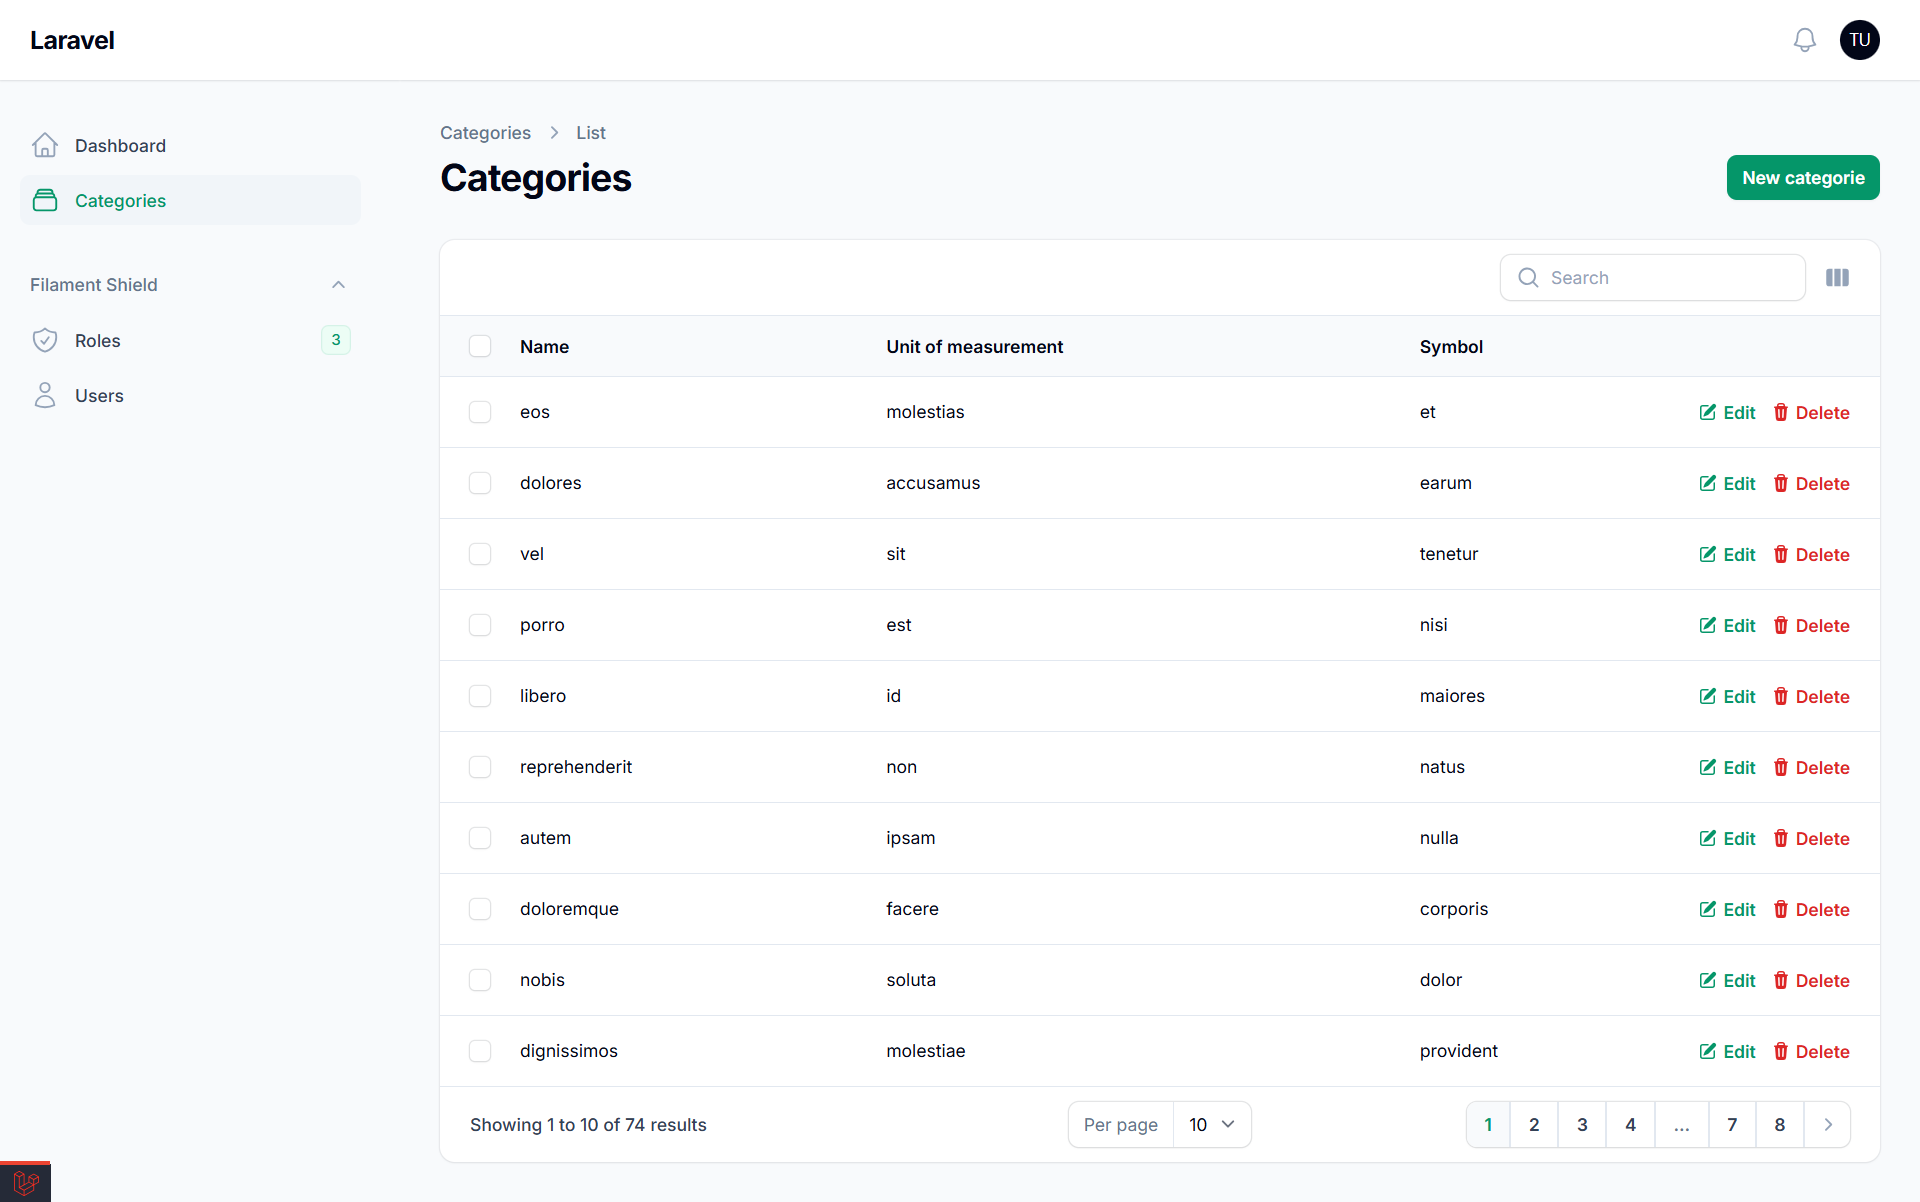 Laravel
TU
Dashboard
Categories
Filament Shield
Roles
3
Users
Categories
List
Categories
New categorie
Search
Name Unit of measurement Symbol
eos molestias et Edit Delete
dolores accusamus earum Edit Delete
vel sit tenetur Edit Delete
porro est nisi Edit Delete
libero id maiores Edit Delete
reprehenderit non natus Edit Delete
autem ipsam nulla Edit Delete
doloremque facere corporis Edit Delete
nobis soluta dolor Edit Delete
dignissimos molestiae provident Edit Delete
Showing 1 to 10 of 74 results Per page 10 1 2 3 4 ... 7 8